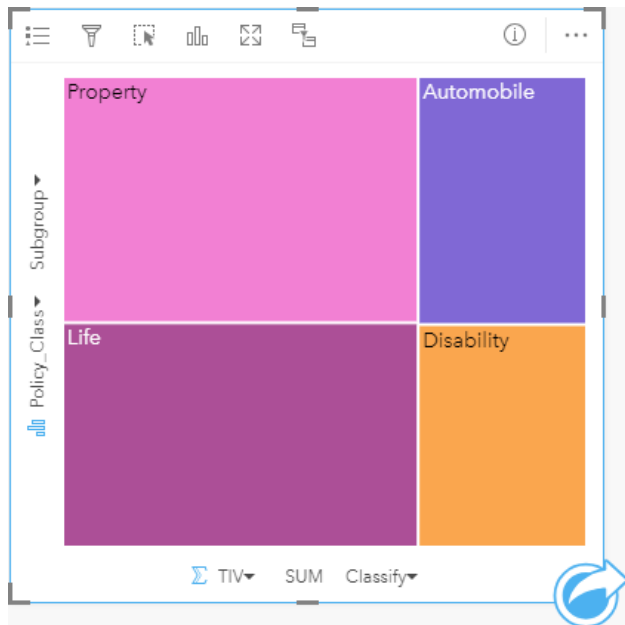 Property
Automobile
Subgroup
Policy_Class
Life
Disability
TIV SUM Classify